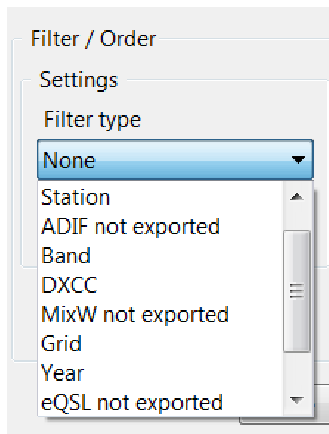 Filter / Order
Settings
Filter type
None
Station
ADIF not exported
Band
DXCC
MixW not exported
Grid
Year
eQSL not exported